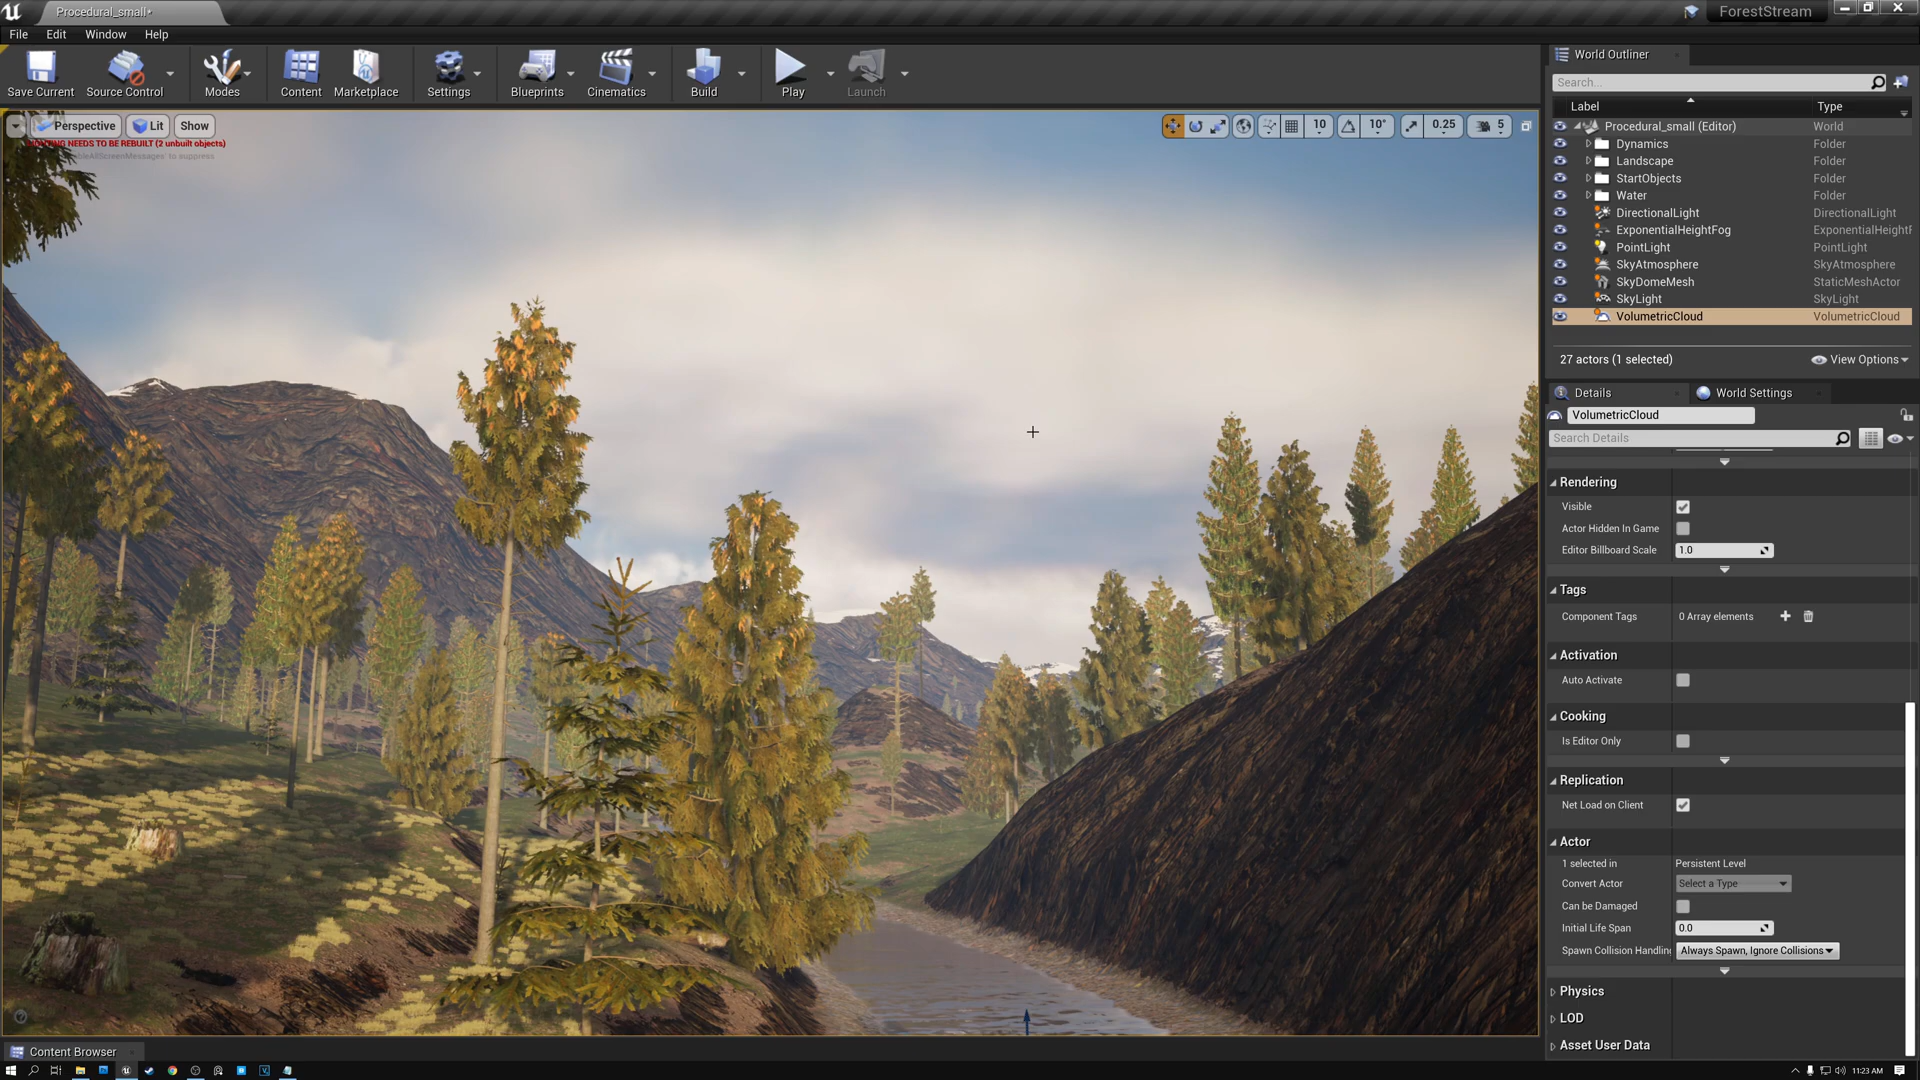 Procedural_small•
ForestStream
File Edit Window Help
Save Current Source Control Modes Content Marketplace Settings Blueprints Cinematics Build Play Launch
Perspective Lit Show
10 10° 0.25 5
LIGHTING NEEDS TO BE REBUILT (2 unbuilt objects)
ableAllScreenMessages' to suppress
World Outliner
Search...
Label Type
Procedural_small (Editor) World
Dynamics Folder
Landscape Folder
StartObjects Folder
Water Folder
DirectionalLight DirectionalLight
ExponentialHeightFog ExponentialHeightF
PointLight PointLight
SkyAtmosphere SkyAtmosphere
SkyDomeMesh StaticMeshActor
SkyLight SkyLight
VolumetricCloud VolumetricCloud
27 actors (1 selected) View Options
Details World Settings
VolumetricCloud
Search Details
Rendering
Visible
Actor Hidden In Game
Editor Billboard Scale 1.0
Tags
Component Tags 0 Array elements
Activation
Auto Activate
Cooking
Is Editor Only
Replication
Net Load on Client
Actor
1 selected in Persistent Level
Convert Actor Select a Type
Can be Damaged
Initial Life Span 0.0
Spawn Collision Handling Always Spawn, Ignore Collisions
Physics
LOD
Asset User Data
Content Browser
11:23 AM